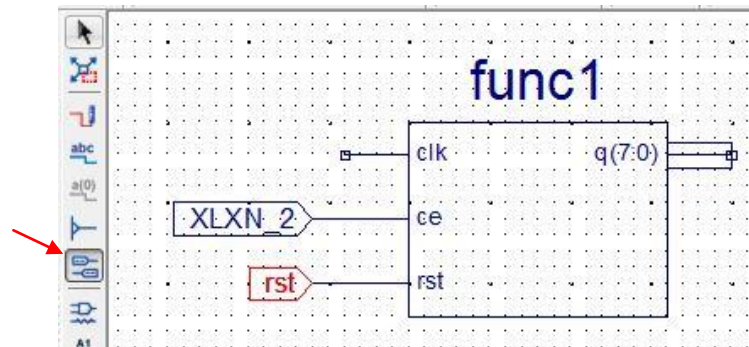 func1
abc
a(0)
A1
clk
q(7:0)
XLXN_2
ce
rst
rst